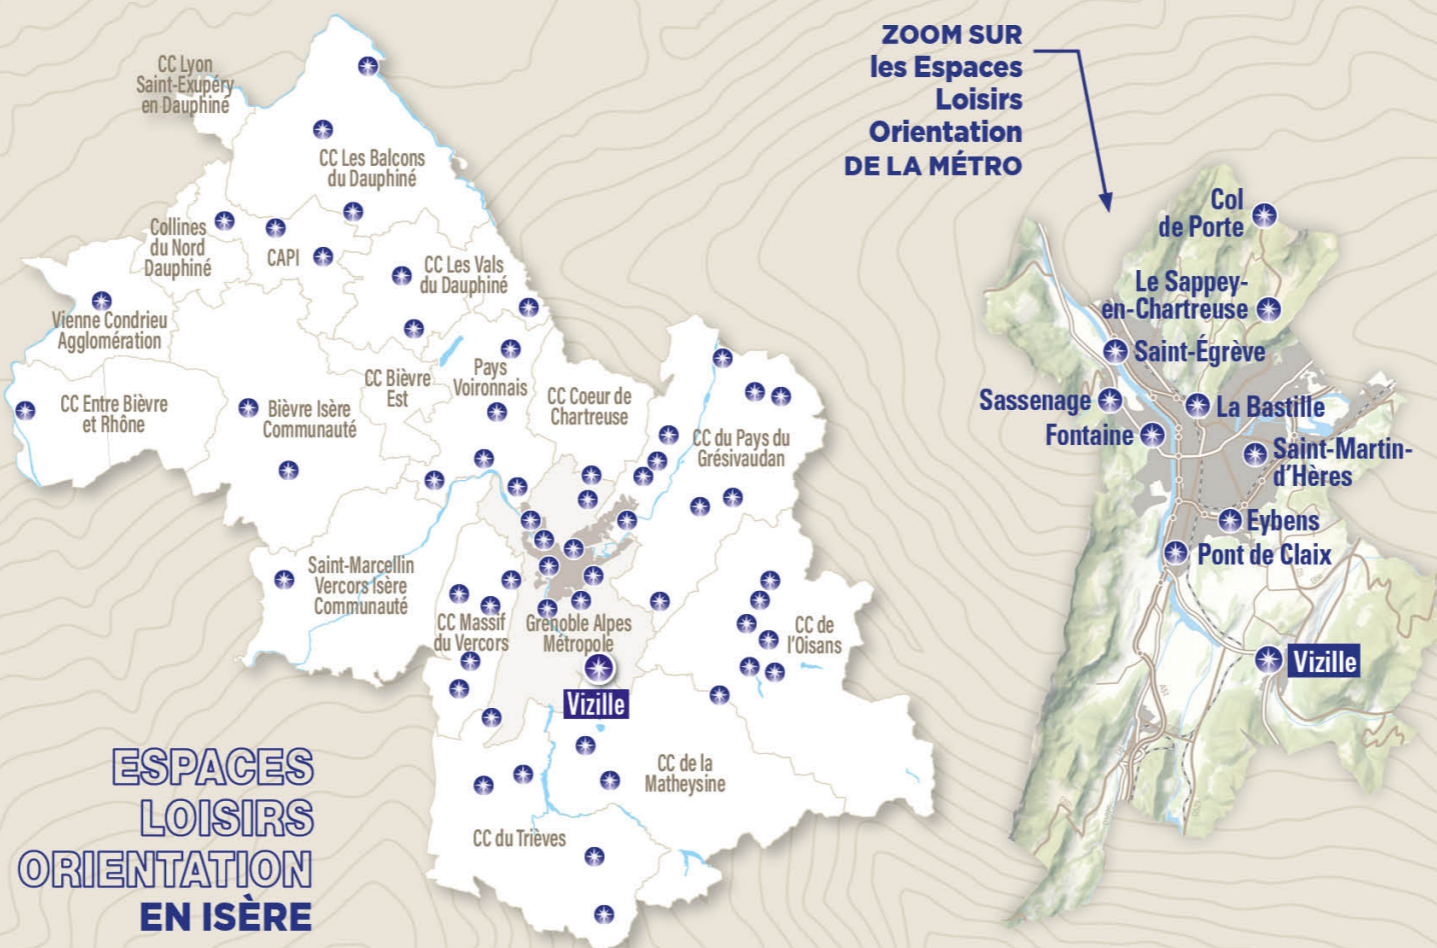 CC Lyon
Saint-Exupéry
en Dauphiné
CC Les Balcons
du Dauphiné
Collines
du Nord
Dauphiné
CAPI
CC Les Vals
du Dauphiné
Vienne Condrieu
Agglomération
CC Entre Bièvre
et Rhône
Bièvre Isère
Communauté
CC Bièvre
Est
Pays
Voironnais
CC Coeur de
Chartreuse
CC du Pays du
Grésivaudan
Saint-Marcellin
Vercors Isère
Communauté
CC Massif
du Vercors
Grenoble Alpes
Métropole
CC de
l'Oisans
Vizille
CC de la
Matheysine
CC du Trièves
ESPACES
LOISIRS
ORIENTATION
EN ISÈRE
ZOOM SUR
les Espaces
Loisirs
Orientation
DE LA MÉTRO
Col
de Porte
Le Sappey-
en-Chartreuse
Saint-Égrève
Sassenage
La Bastille
Fontaine
Saint-Martin-
d'Hères
Eybens
Pont de Claix
Vizille